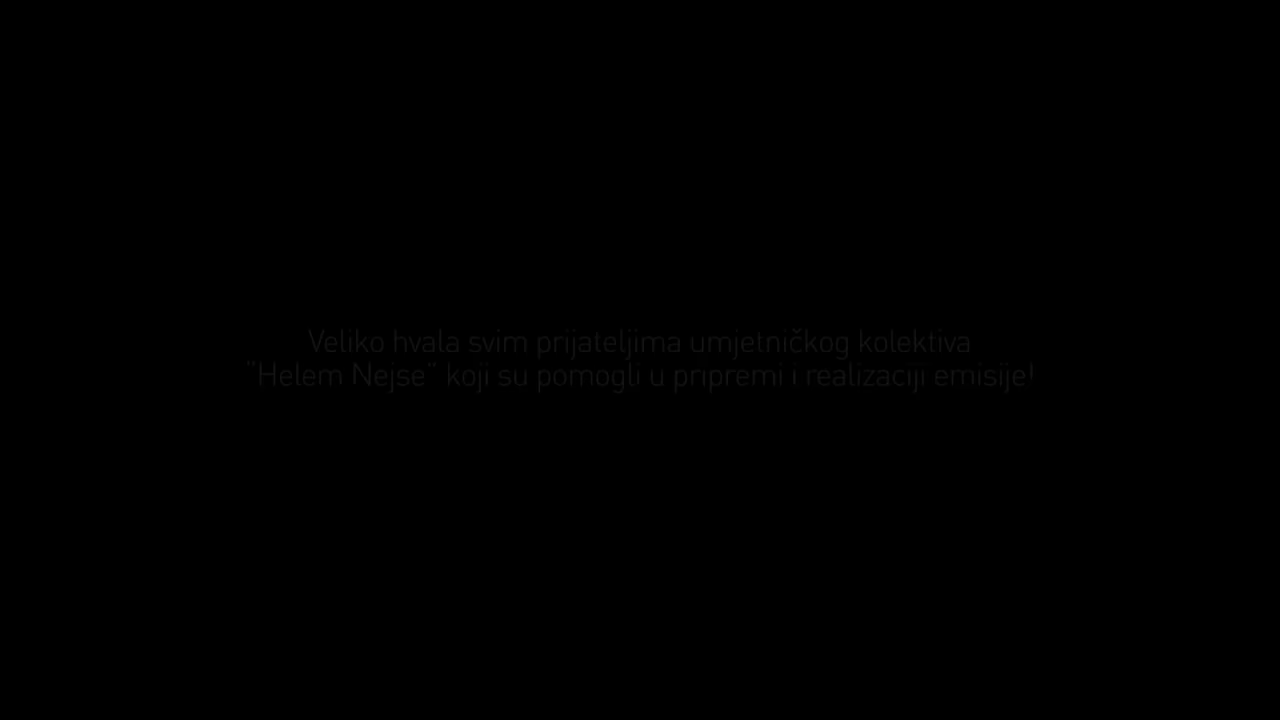 Veliko hvala svim prijateljima umjetničkog kolektiva
"Helem Nejse" koji su pomogli u pripremi i realizaciji emisije!